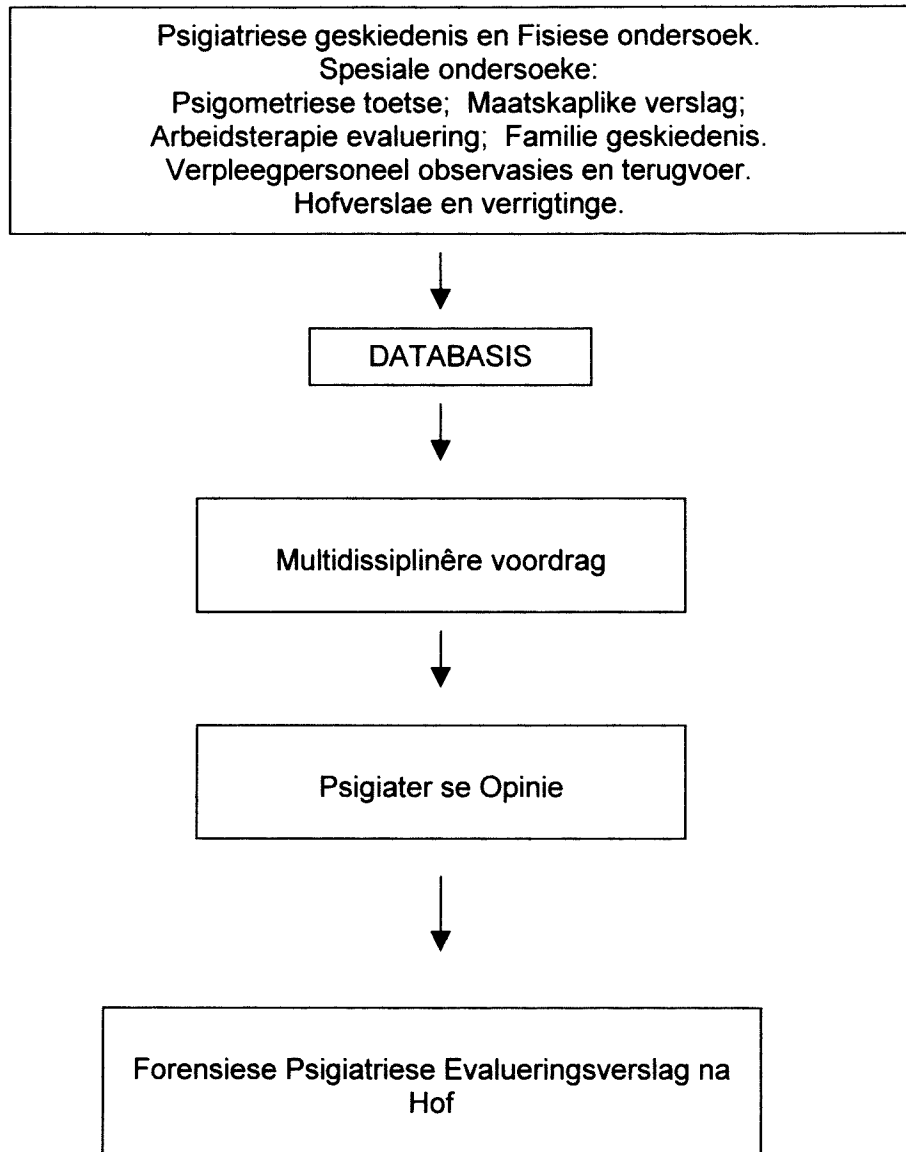 Psigiatriese geskiedenis en Fisiese ondersoek.
Spesiale ondersoeke:
Psigometriese toetse; Maatskaplike verslag;
Arbeidsterapie evaluering; Familie geskiedenis.
Verpleegpersoneel observasies en terugvoer.
Hofverslae en verrigtinge.
DATABASIS
Multidissiplinêre voordrag
Psigiater se Opinie
Forensiese Psigiatriese Evalueringsverslag na
Hof